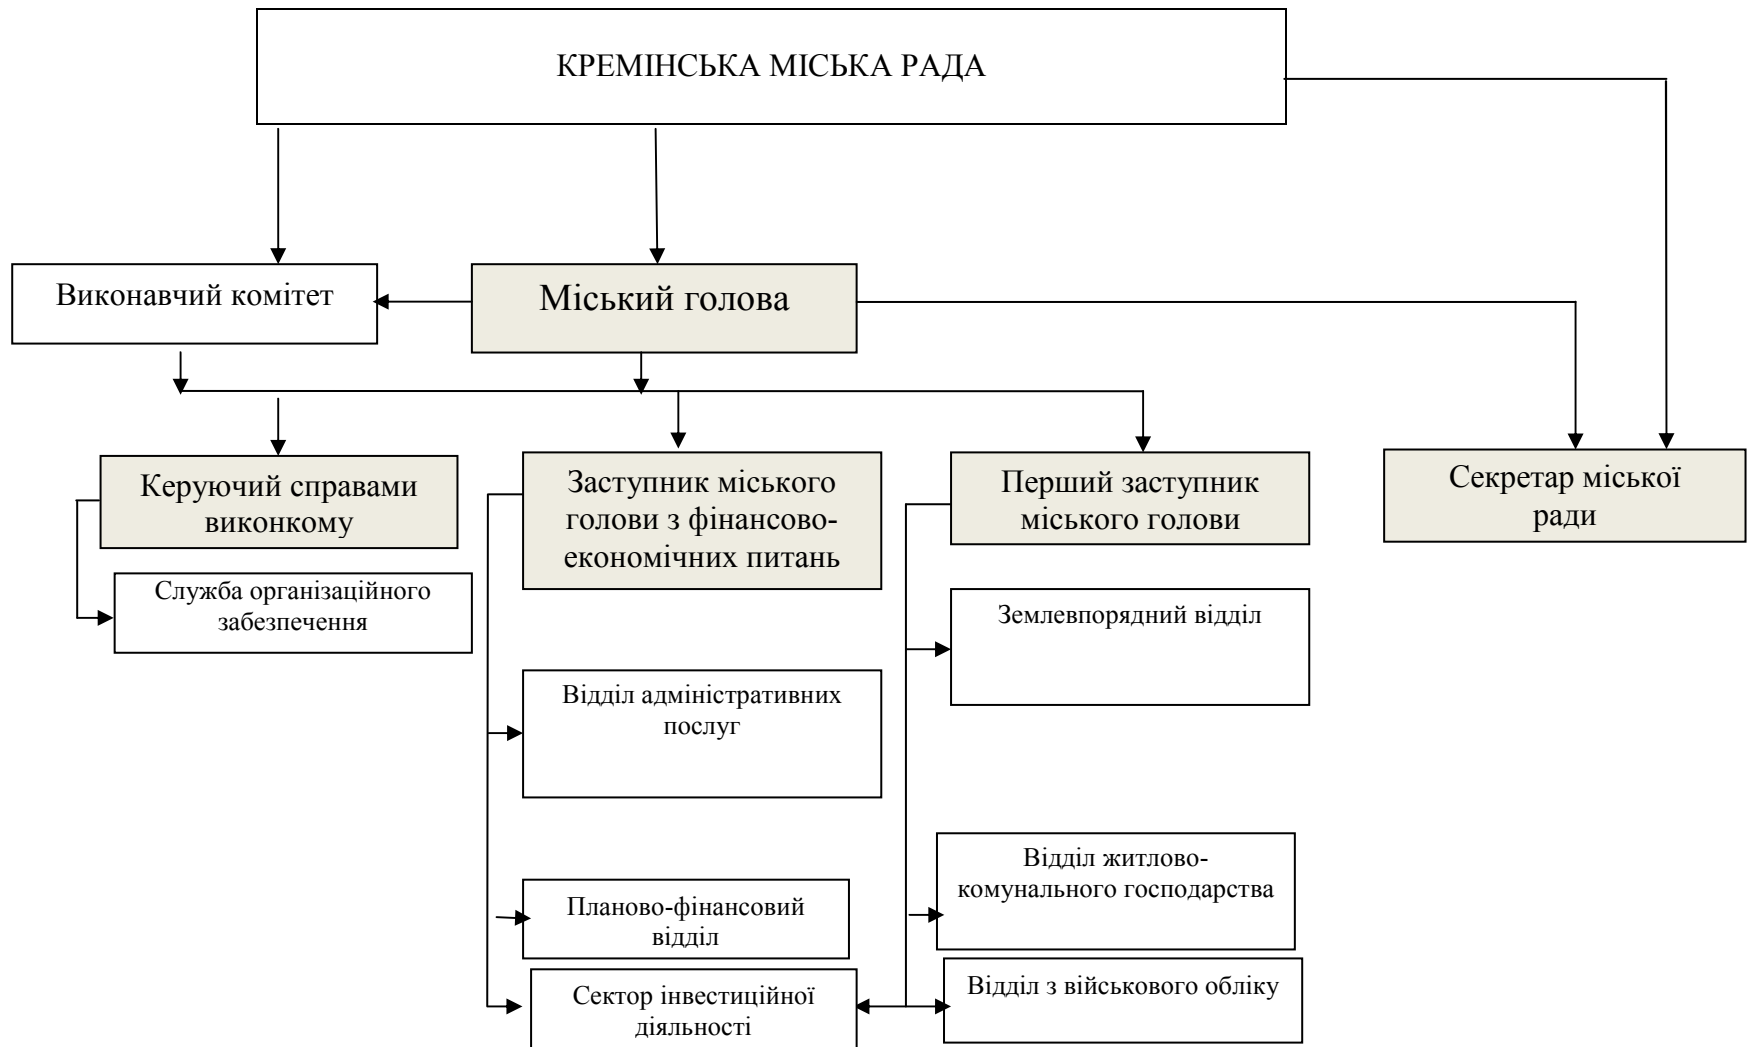 КРЕМІНСЬКА МІСЬКА РАДА
Виконавчий комітет
Міський голова
Керуючий справами
виконкому
Заступник міського
голови з фінансово-
економічних питань
Перший заступник
міського голови
Секретар міської
ради
Служба організаційного
забезпечення
Землевпорядний відділ
Відділ адміністративних
послуг
Відділ житлово-
комунального господарства
Планово-фінансовий
відділ
Сектор інвестиційної
діяльності
Відділ з військового обліку